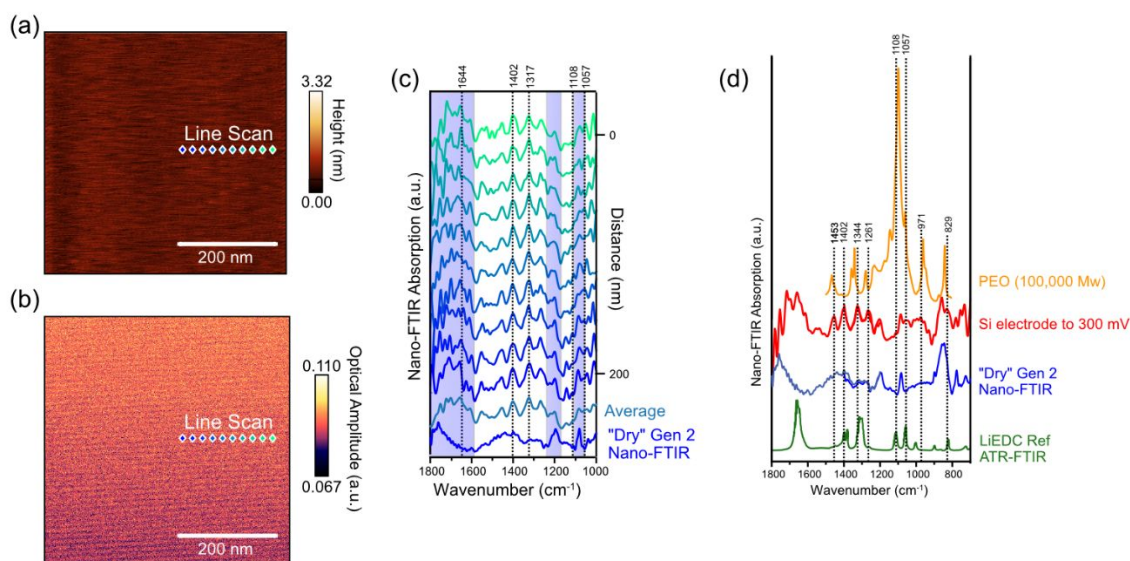 (a)
3.32
Height (nm)
0.00
Line Scan
200 nm
(b)
0.110
Optical Amplitude (a.u.)
0.067
Line Scan
200 nm
(c)
1644
1402
1317
1108
1057
Nano-FTIR Absorption (a.u.)
0
Distance (nm)
200
Average
"Dry" Gen 2
Nano-FTIR
1800 1600 1400 1200 1000
Wavenumber (cm⁻¹)
(d)
1108
1057
1453
1402
1344
1261
971
829
Nano-FTIR Absorption (a.u.)
PEO (100,000 Mw)
Si electrode to 300 mV
"Dry" Gen 2
Nano-FTIR
LiEDC Ref
ATR-FTIR
1800 1600 1400 1200 1000 800
Wavenumber (cm⁻¹)